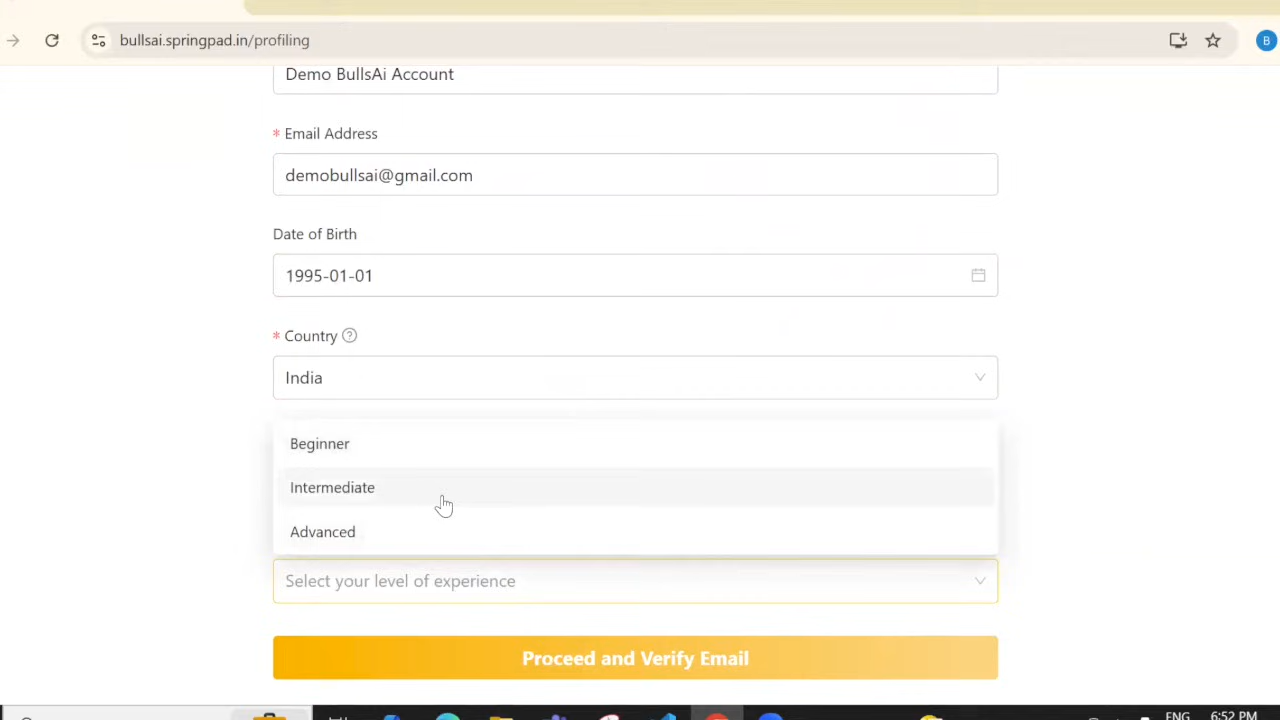 bullsai.springpad.in/profiling
B
Demo BullsAi Account
* Email Address
demobullsai@gmail.com
Date of Birth
1995-01-01
* Country ?
India
Beginner
Intermediate
Advanced
Select your level of experience
Proceed and Verify Email
ENG 6:52 PM